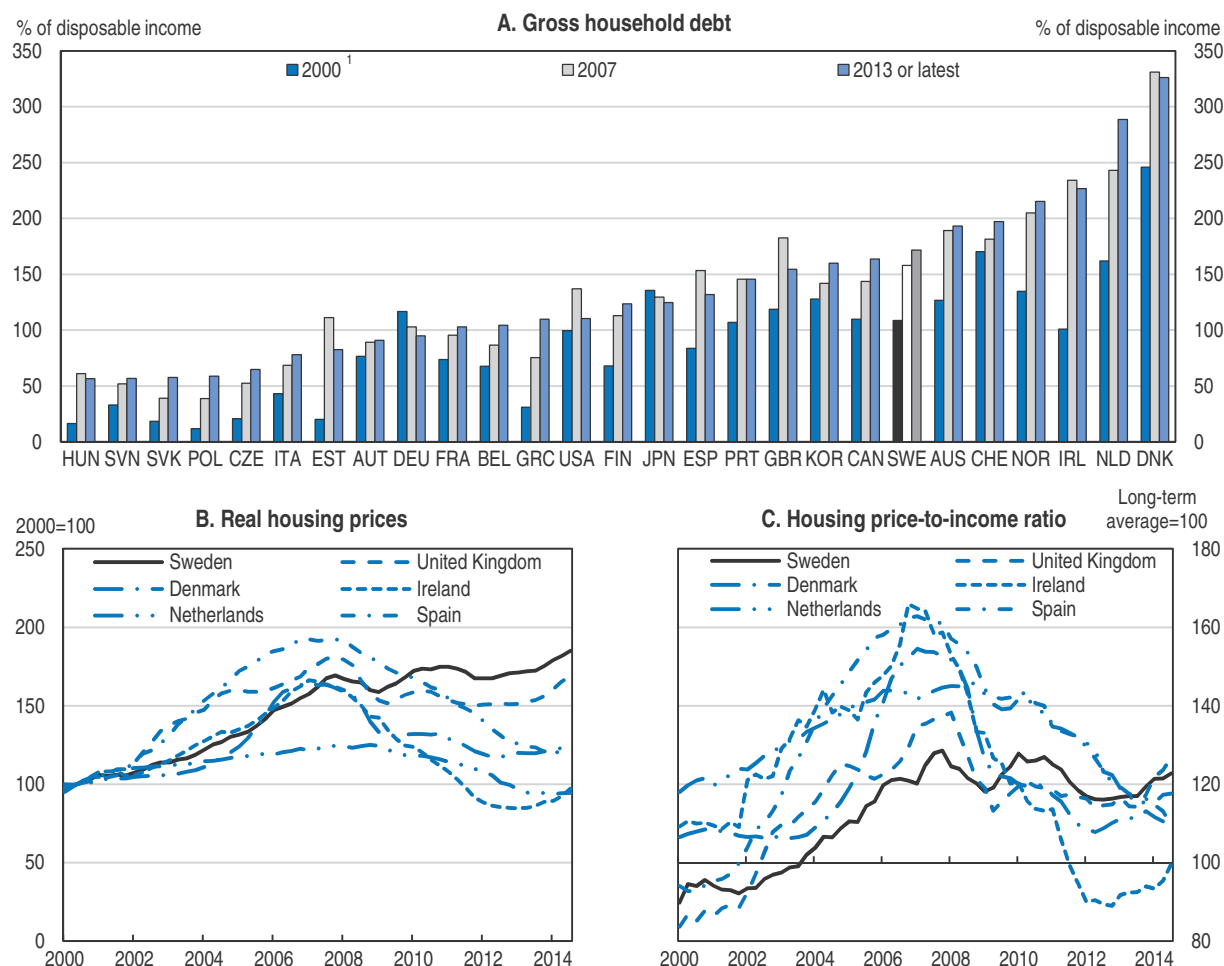 A. Gross household debt
% of disposable income % of disposable income
350 350
2000 1 2007 2013 or latest
300 300
250 250
200 200
150 150
100 100
50 50
0 0
HUN SVN SVK POL CZE ITA EST AUT DEU FRA BEL GRC USA FIN JPN ESP PRT GBR KOR CAN SWE AUS CHE NOR IRL NLD DNK
B. Real housing prices
2000=100
250
Sweden United Kingdom
Denmark Ireland
Netherlands Spain
200
150
100
50
0
2000 2002 2004 2006 2008 2010 2012 2014
C. Housing price-to-income ratio
Long-term
average=100
180
Sweden United Kingdom
Denmark Ireland
Netherlands Spain
160
140
120
100
80
2000 2002 2004 2006 2008 2010 2012 2014